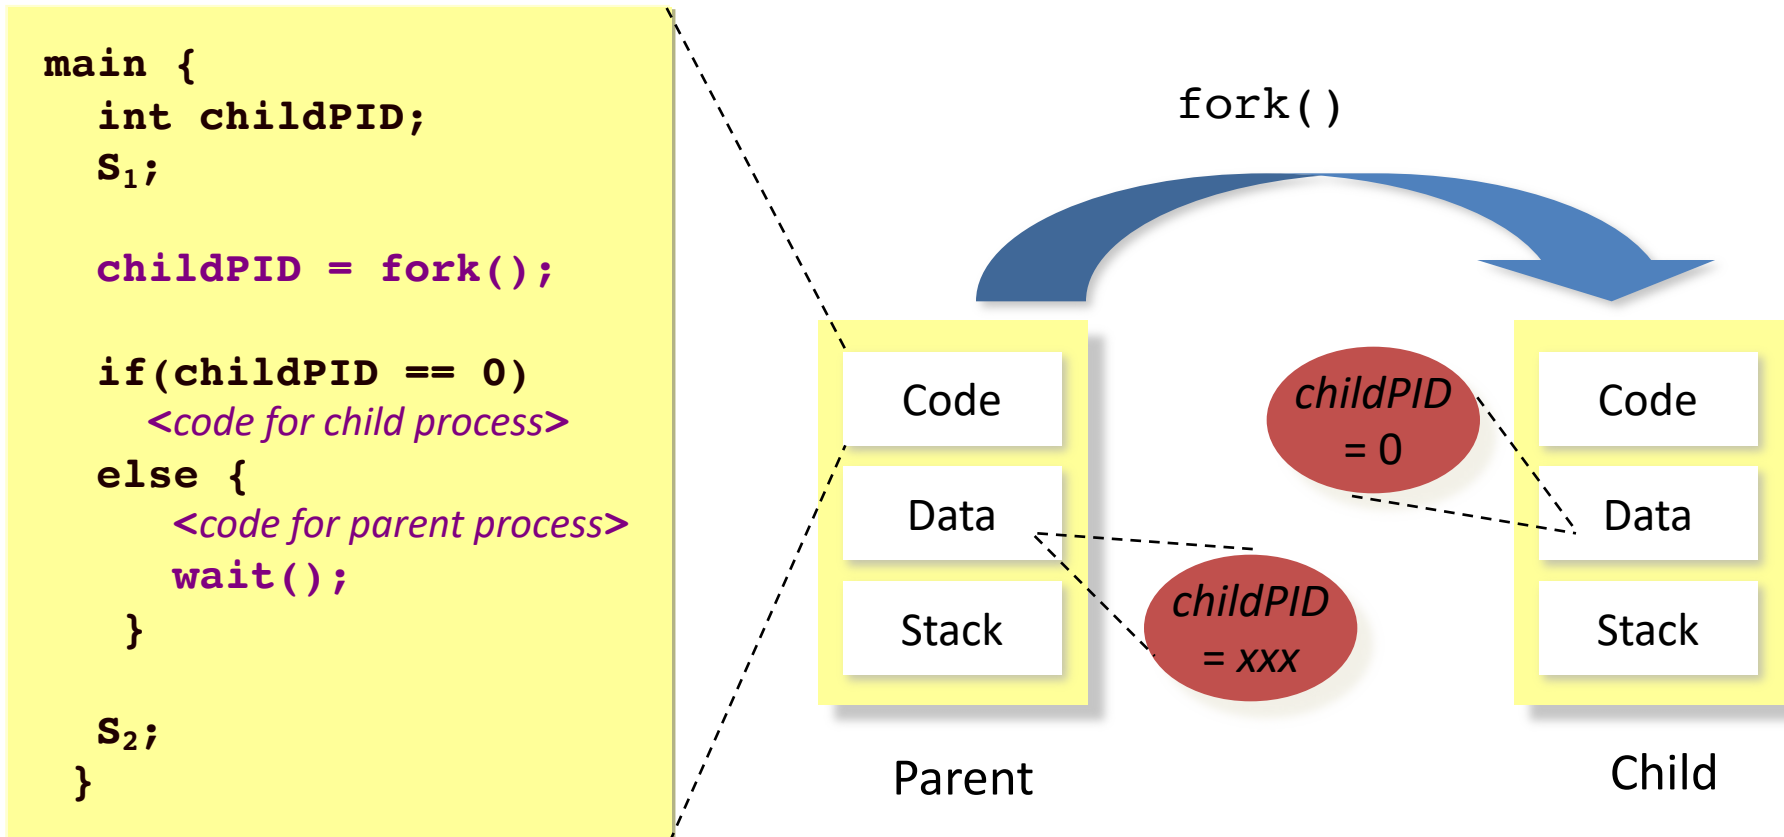 main {
int childPID;
S₁;
childPID = fork();
if(childPID == 0)
<code for child process>
else {
<code for parent process>
wait();
}
S₂;
}
fork()
Code
Data
Stack
Parent
childPID
= xxx
childPID
= 0
Code
Data
Stack
Child